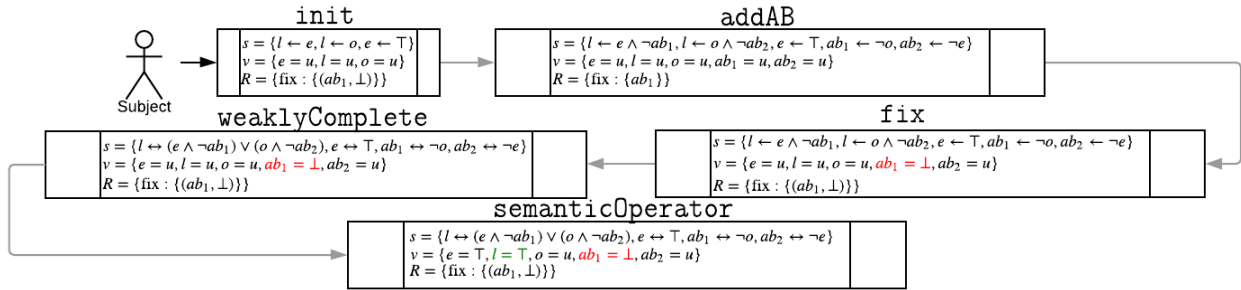 init
s = {l ← e, l ← o, e ← ⊤}
v = {e = u, l = u, o = u}
R = {fix : {(ab₁, ⊥)}}
addAB
s = {l ← e ∧ ¬ab₁, l ← o ∧ ¬ab₂, e ← ⊤, ab₁ ← ¬o, ab₂ ← ¬e}
v = {e = u, l = u, o = u, ab₁ = u, ab₂ = u}
R = {fix : {ab₁}}
Subject
weaklyComplete
s = {l ↔ (e ∧ ¬ab₁) ∨ (o ∧ ¬ab₂), e ↔ ⊤, ab₁ ↔ ¬o, ab₂ ↔ ¬e}
v = {e = u, l = u, o = u, ab₁ = ⊥, ab₂ = u}
R = {fix : {(ab₁, ⊥)}}
fix
s = {l ← e ∧ ¬ab₁, l ← o ∧ ¬ab₂, e ← ⊤, ab₁ ← ¬o, ab₂ ← ¬e}
v = {e = u, l = u, o = u, ab₁ = ⊥, ab₂ = u}
R = {fix : {(ab₁, ⊥)}}
semanticOperator
s = {l ↔ (e ∧ ¬ab₁) ∨ (o ∧ ¬ab₂), e ↔ ⊤, ab₁ ↔ ¬o, ab₂ ↔ ¬e}
v = {e = ⊤, l = ⊤, o = u, ab₁ = ⊥, ab₂ = u}
R = {fix : {(ab₁, ⊥)}}